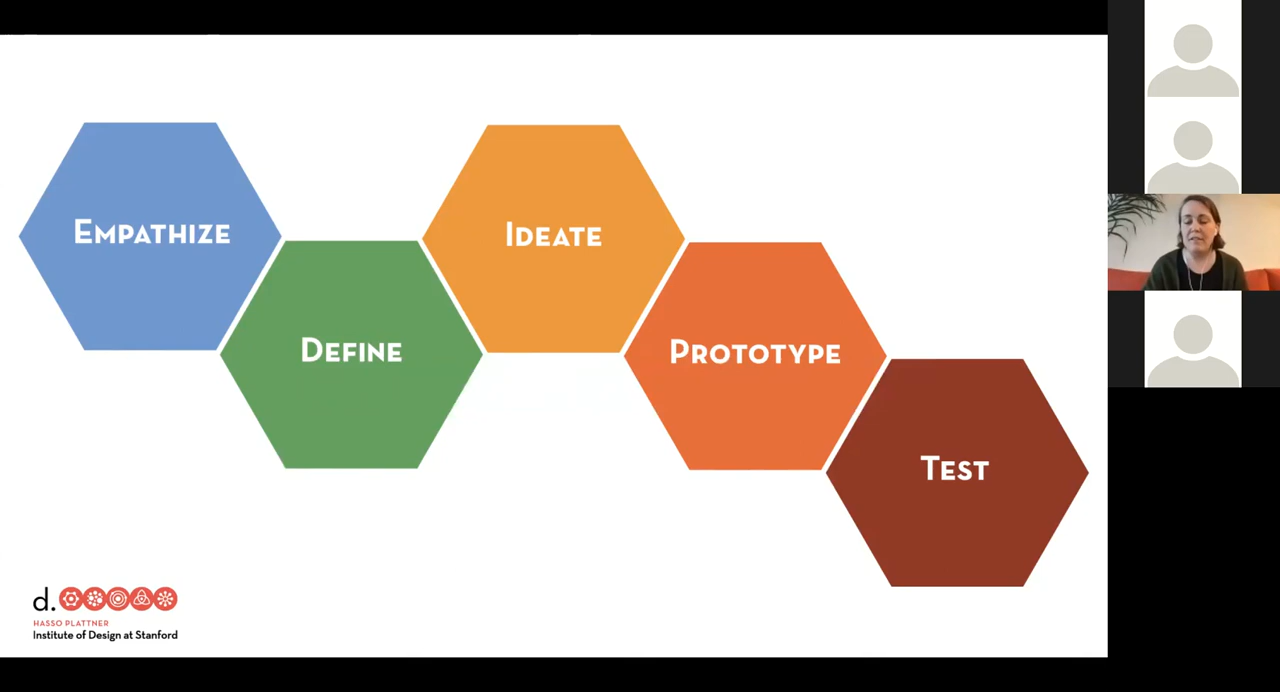 Empathize
Define
Ideate
Prototype
Test
d.
HASSO PLATTNER
Institute of Design at Stanford